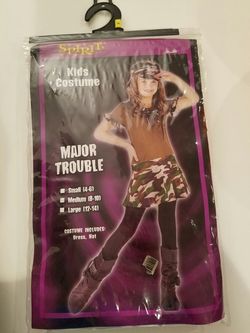 SPIRIT
Kids
Costume
MAJOR
TROUBLE
Small (4-6)
Medium (8-10)
Large (12-14)
COSTUME INCLUDES:
Dress, Hat